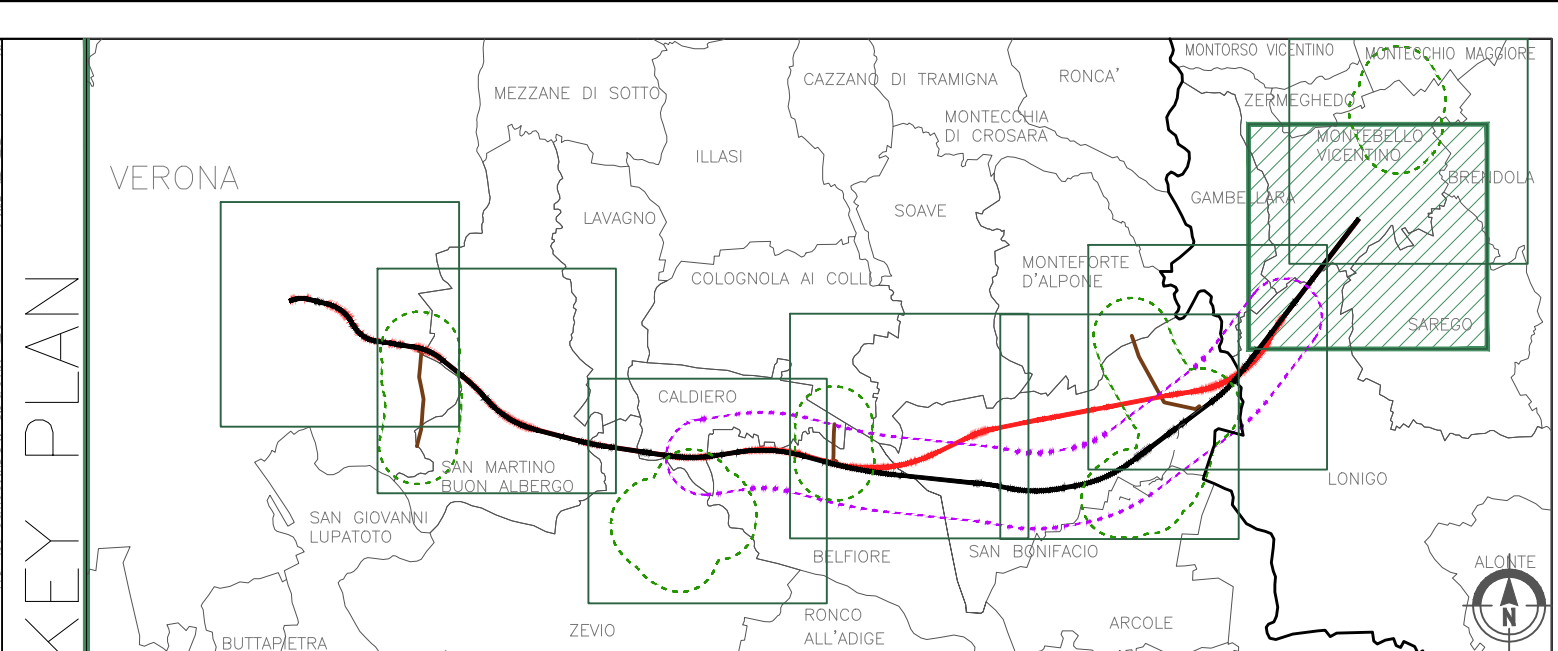 KEY PLAN
MONTORSO VICENTINO
MONTECCHIO MAGGIORE
MEZZANE DI SOTTO
CAZZANO DI TRAMIGNA
RONCA'
ZERMEGHEDO
MONTECCHIA
DI CROSARA
MONTEBELLO
VICENTINO
ILLASI
VERONA
BRENDOLA
GAMBELLARA
LAVAGNO
SOAVE
MONTEFORTE
D'ALPONE
COLOGNOLA AI COLLI
SAREGO
CALDIERO
SAN MARTINO
BUON ALBERGO
LONIGO
SAN GIOVANNI
LUPATOTO
BELFIORE
SAN BONIFACIO
ALONTE
N
RONCO
ALL'ADIGE
ZEVIO
ARCOLE
BUTTAPIETRA